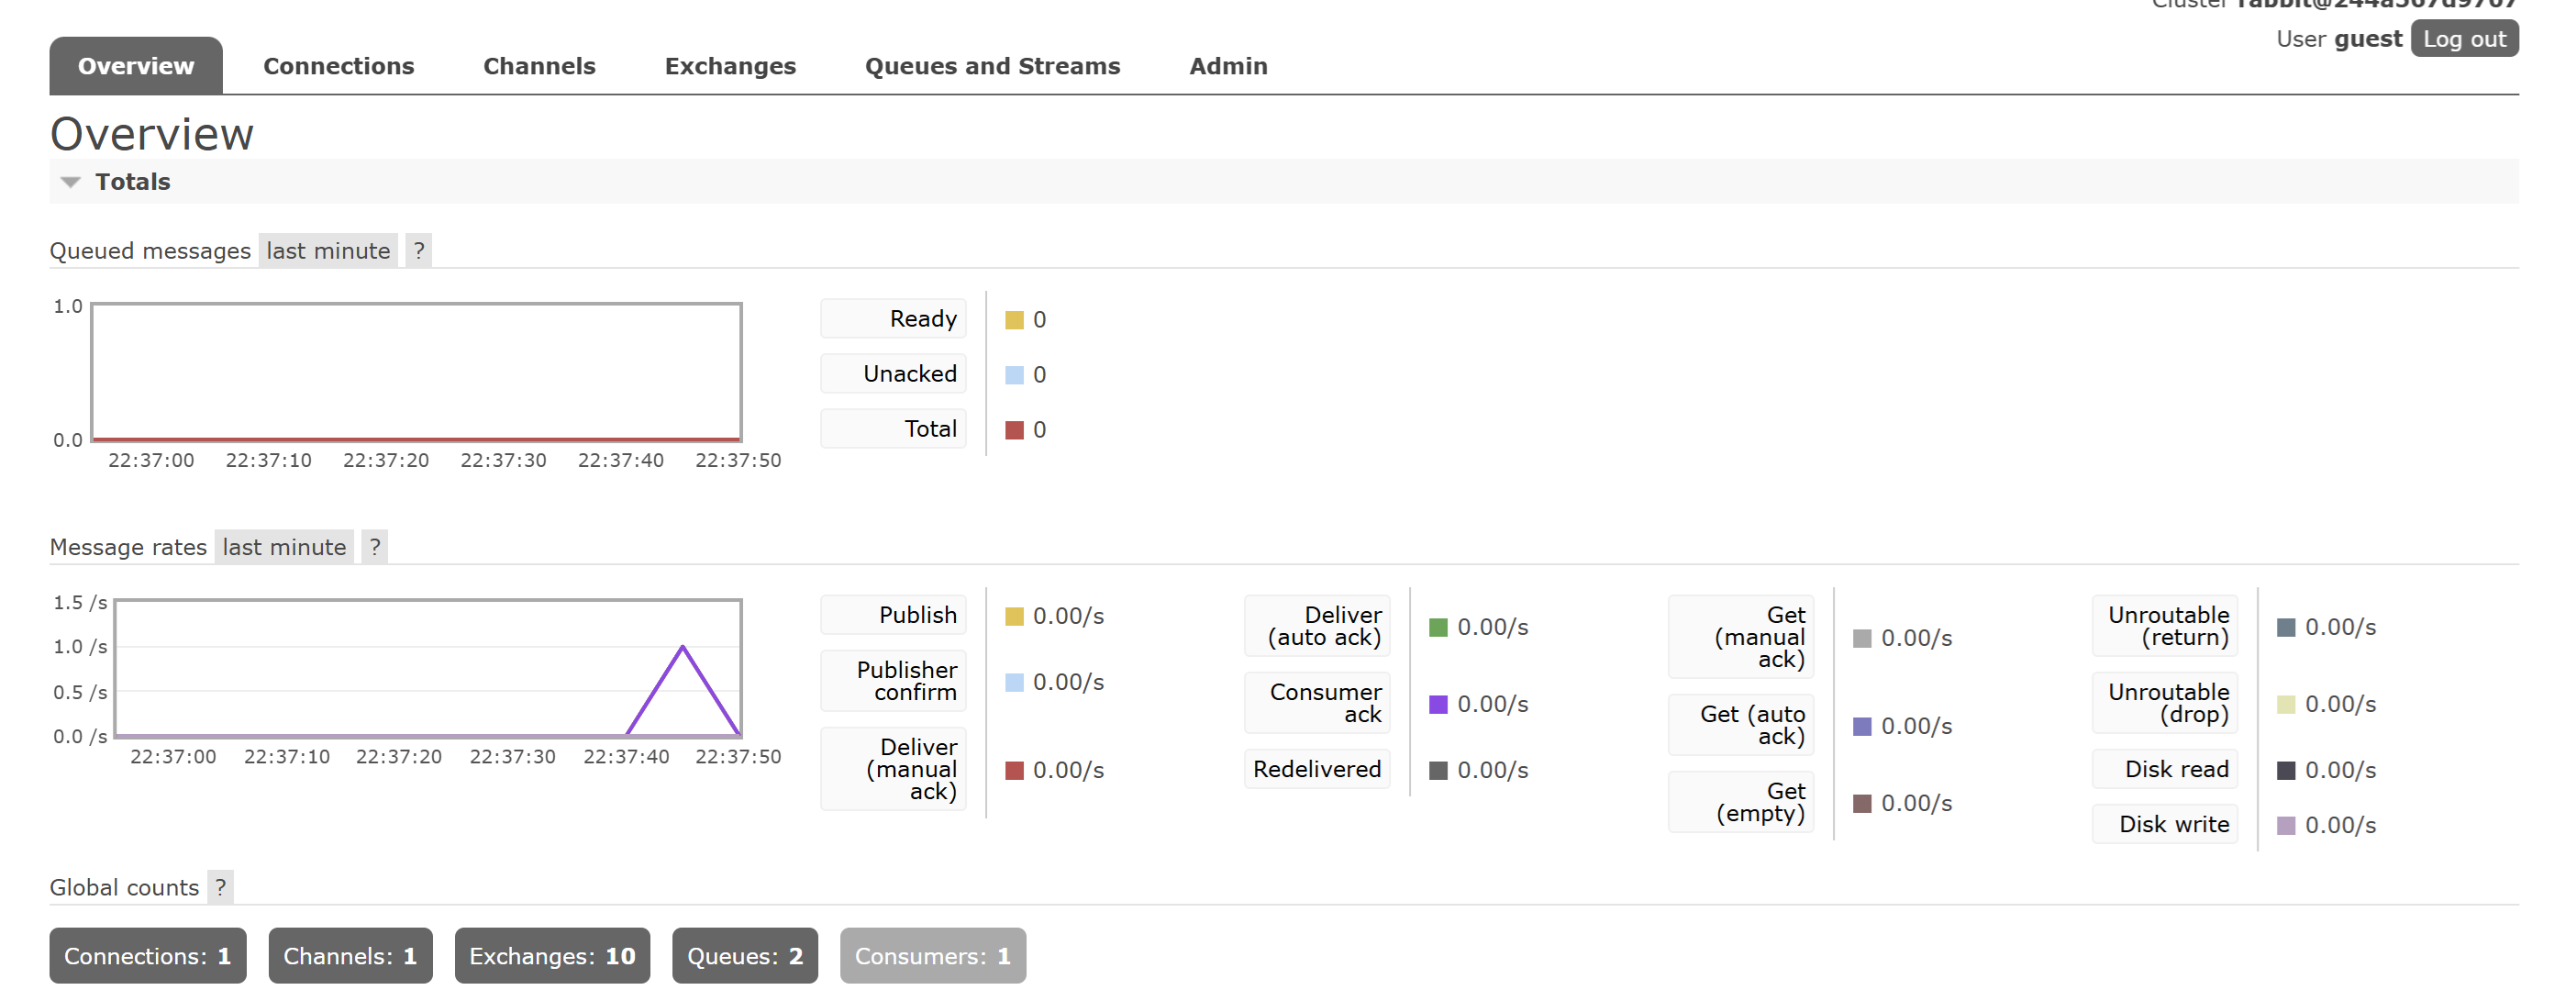 Cluster rabbit@244a567d9767
User guest Log out
Overview Connections Channels Exchanges Queues and Streams Admin
Overview
Totals
Queued messages last minute ?
1.0
0.0
22:37:00 22:37:10 22:37:20 22:37:30 22:37:40 22:37:50
Ready 0
Unacked 0
Total 0
Message rates last minute ?
1.5 /s
1.0 /s
0.5 /s
0.0 /s
22:37:00 22:37:10 22:37:20 22:37:30 22:37:40 22:37:50
Publish 0.00/s
Publisher
confirm 0.00/s
Deliver
(manual
ack) 0.00/s
Deliver
(auto ack) 0.00/s
Consumer
ack 0.00/s
Redelivered 0.00/s
Get
(manual
ack) 0.00/s
Get (auto
ack) 0.00/s
Get
(empty) 0.00/s
Unroutable
(return) 0.00/s
Unroutable
(drop) 0.00/s
Disk read 0.00/s
Disk write 0.00/s
Global counts ?
Connections: 1 Channels: 1 Exchanges: 10 Queues: 2 Consumers: 1